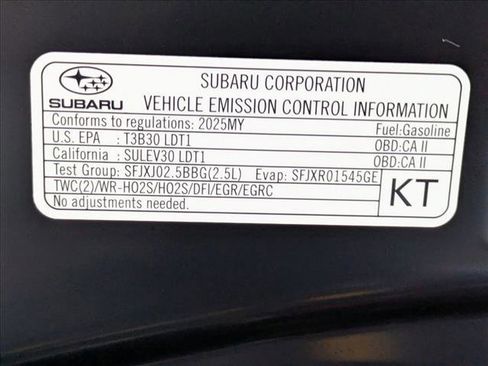 SUBARU CORPORATION
SUBARU VEHICLE EMISSION CONTROL INFORMATION
Conforms to regulations: 2025MY Fuel:Gasoline
U.S. EPA : T3B30 LDT1 OBD:CA II
California : SULEV30 LDT1 OBD:CA II
Test Group: SFJXJ02.5BBG(2.5L) Evap: SFJXR01545GE
TWC(2)/WR-HO2S/HO2S/DFI/EGR/EGRC KT
No adjustments needed.